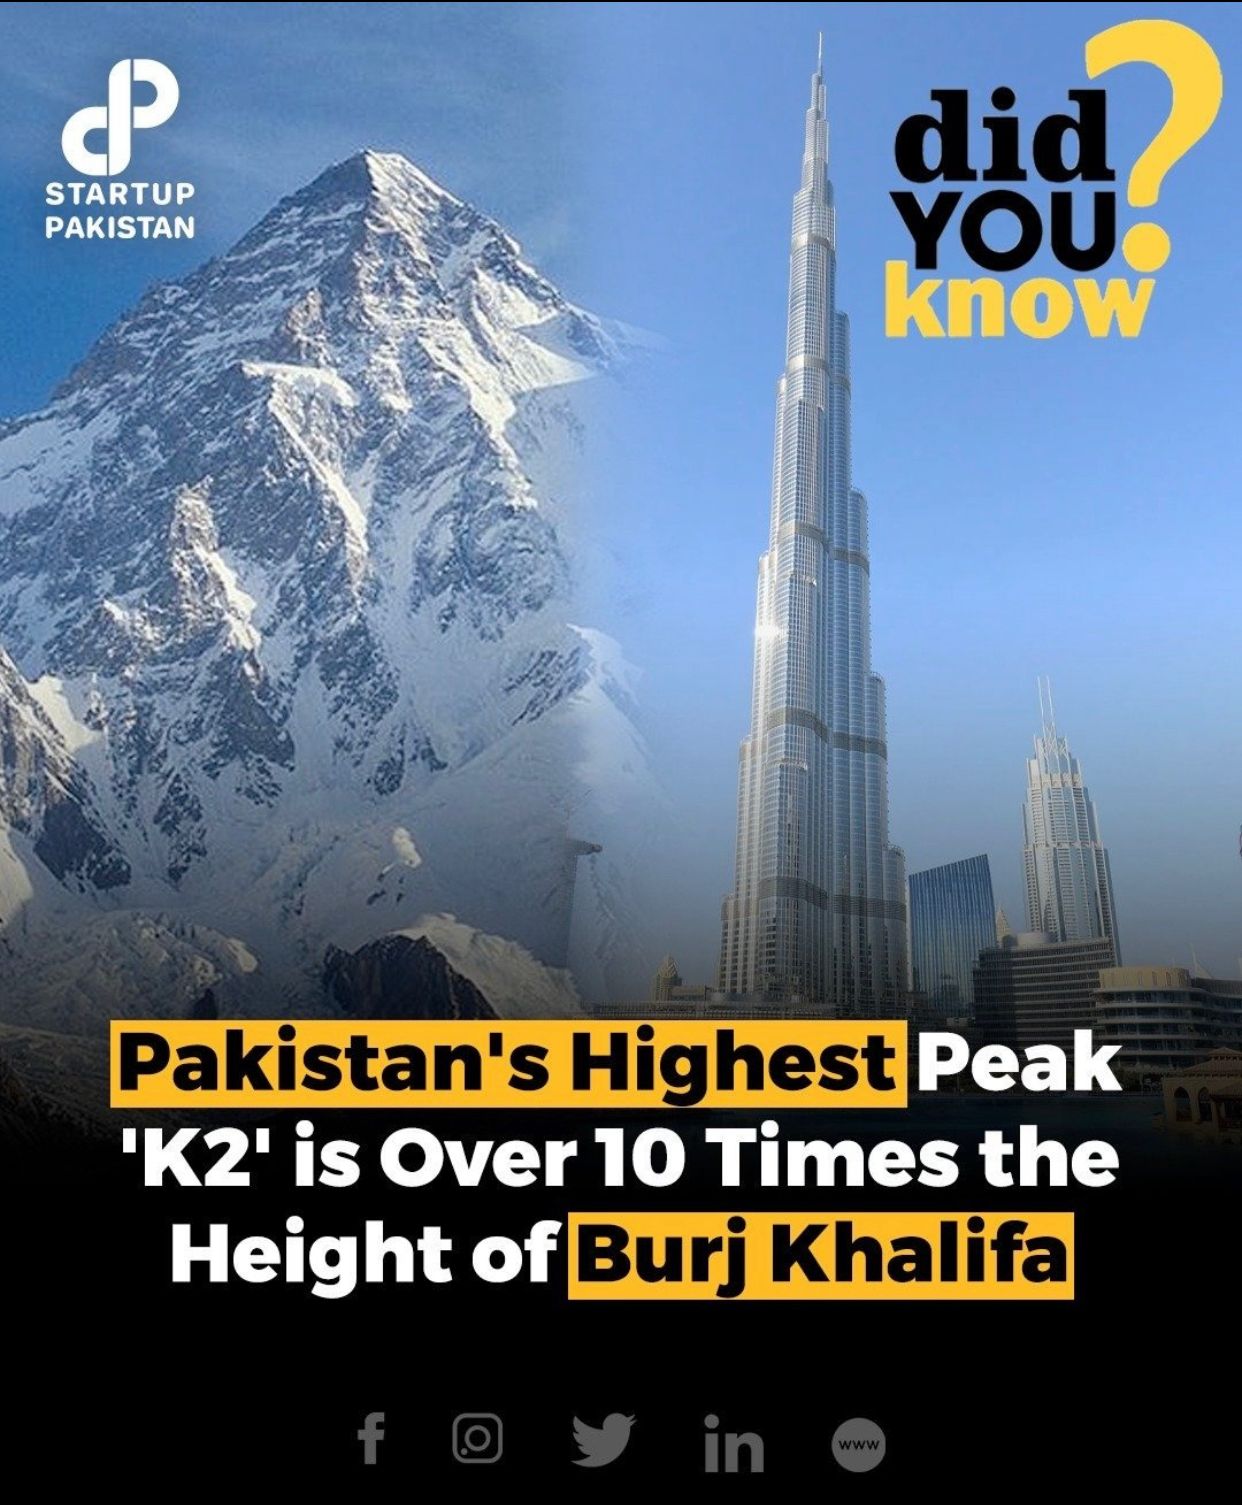 STARTUP
PAKISTAN
did
YOU?
know
Pakistan's Highest Peak
'K2' is Over 10 Times the
Height of Burj Khalifa
f
in
www